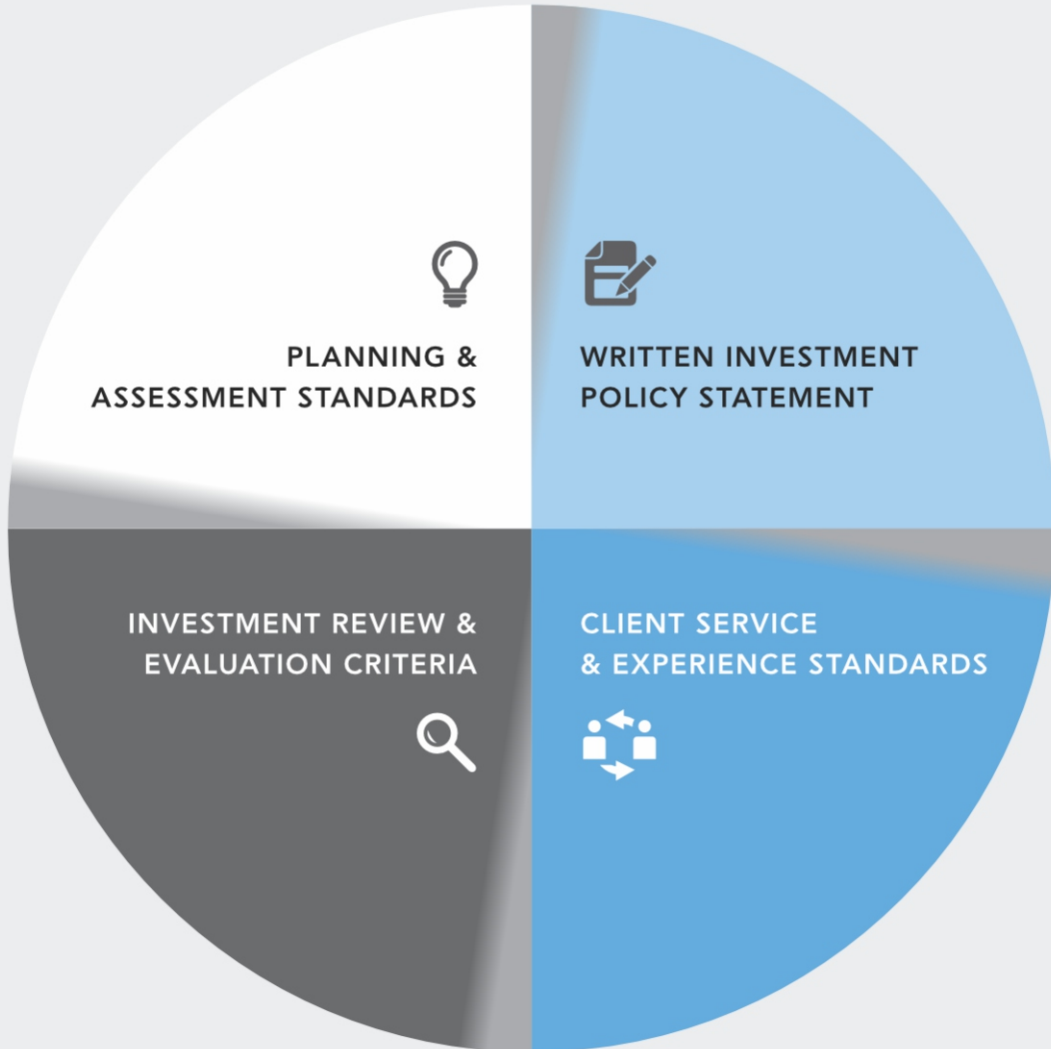 PLANNING &
ASSESSMENT STANDARDS
WRITTEN INVESTMENT
POLICY STATEMENT
INVESTMENT REVIEW &
EVALUATION CRITERIA
CLIENT SERVICE
& EXPERIENCE STANDARDS